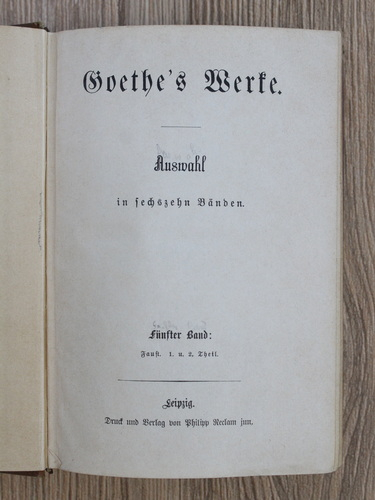 Goethe's Werke.
Auswahl
in sechszehn Bänden.
Fünfter Band:
Faust. 1. u. 2. Theil.
Leipzig.
Druck und Verlag von Philipp Reclam jun.